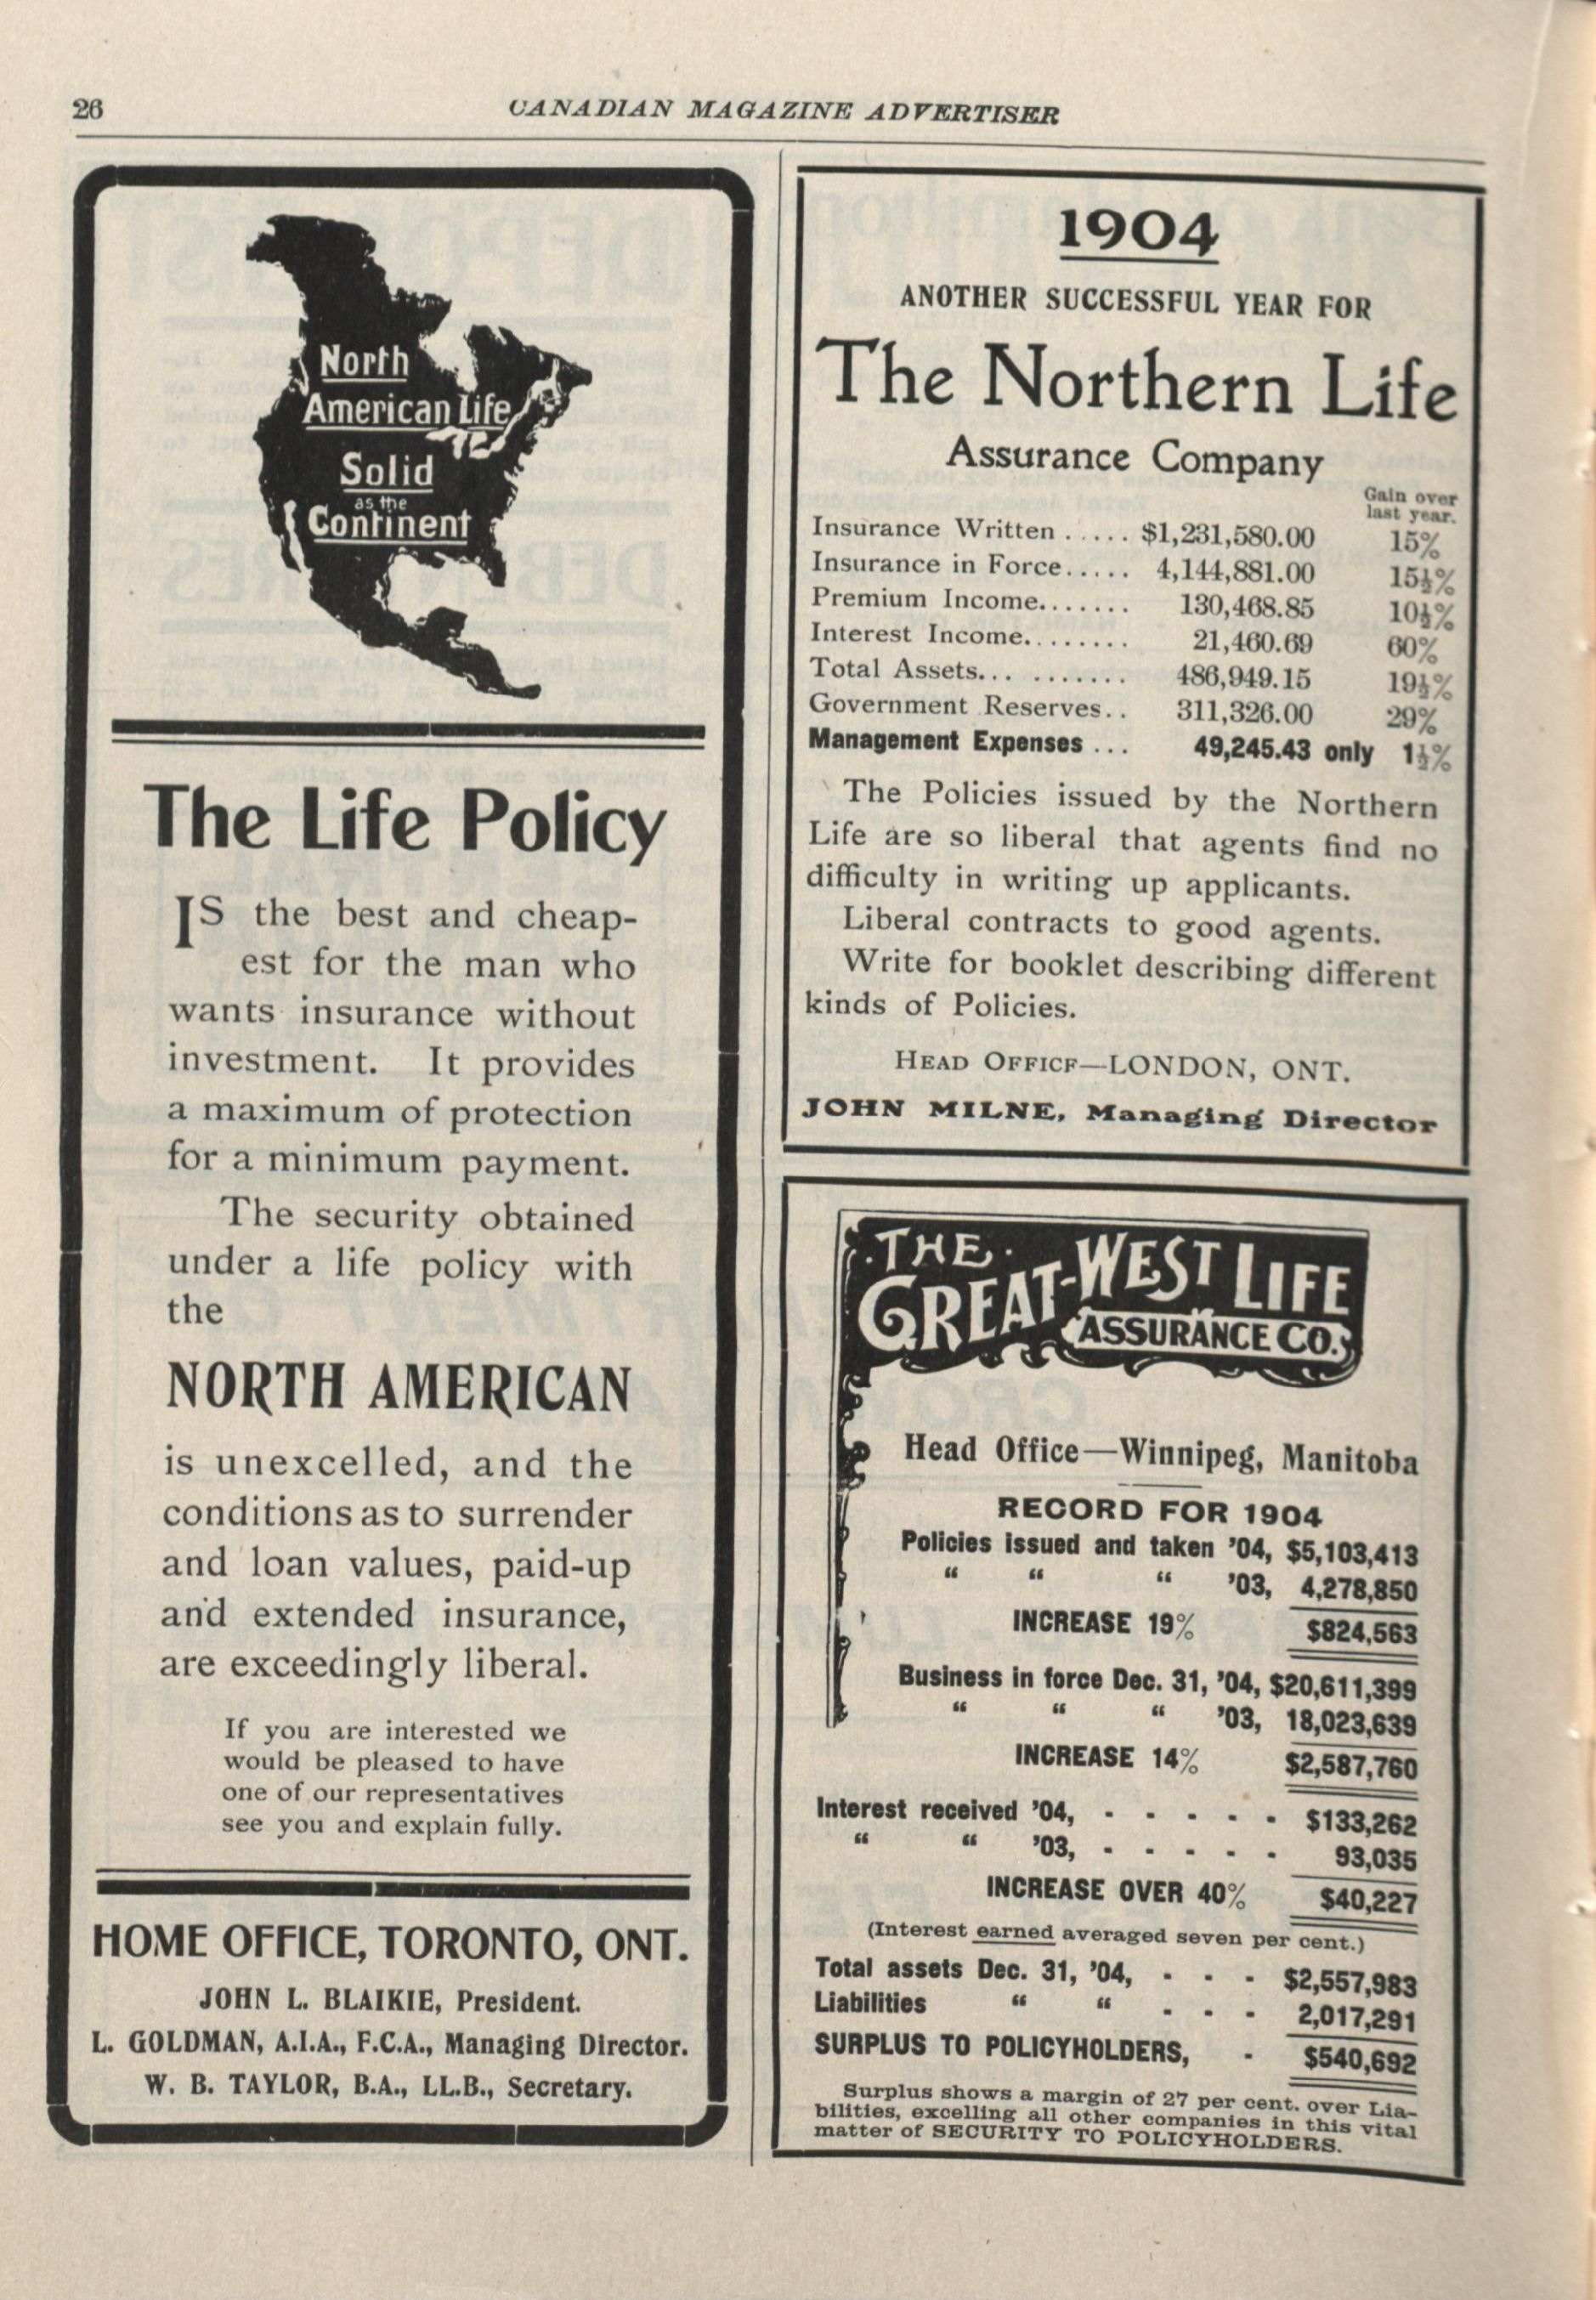 26
CANADIAN MAGAZINE ADVERTISER
North
American Life
Solid
as the
Continent
The Life Policy
IS the best and cheap-
est for the man who
wants insurance without
investment. It provides
a maximum of protection
for a minimum payment.
The security obtained
under a life policy with
the
NORTH AMERICAN
is unexcelled, and the
conditions as to surrender
and loan values, paid-up
and extended insurance,
are exceedingly liberal.
If you are interested we
would be pleased to have
one of our representatives
see you and explain fully.
HOME OFFICE, TORONTO, ONT.
JOHN L. BLAIKIE, President.
L. GOLDMAN, A.I.A., F.C.A., Managing Director.
W. B. TAYLOR, B.A., LL.B., Secretary.
1904
ANOTHER SUCCESSFUL YEAR FOR
The Northern Life
Assurance Company
Gain over
last year.
Insurance Written ..... $1,231,580.00 15%
Insurance in Force..... 4,144,881.00 15½%
Premium Income....... 130,468.85 10½%
Interest Income........ 21,460.69 60%
Total Assets... ....... 486,949.15 19½%
Government Reserves.. 311,326.00 29%
Management Expenses ... 49,245.43 only 1½%
The Policies issued by the Northern
Life are so liberal that agents find no
difficulty in writing up applicants.
Liberal contracts to good agents.
Write for booklet describing different
kinds of Policies.
HEAD OFFICE—LONDON, ONT.
JOHN MILNE, Managing Director
THE
GREAT-WEST LIFE
ASSURANCE CO.
Head Office—Winnipeg, Manitoba
RECORD FOR 1904
Policies issued and taken '04, $5,103,413
“ “ “ '03, 4,278,850
INCREASE 19% $824,563
Business in force Dec. 31, '04, $20,611,399
“ “ “ '03, 18,023,639
INCREASE 14% $2,587,760
Interest received '04, - - - - - $133,262
“ “ '03, - - - - - 93,035
INCREASE OVER 40% $40,227
(Interest earned averaged seven per cent.)
Total assets Dec. 31, '04, - - - $2,557,983
Liabilities “ “ - - - 2,017,291
SURPLUS TO POLICYHOLDERS, - $540,692
Surplus shows a margin of 27 per cent. over Lia-
bilities, excelling all other companies in this vital
matter of SECURITY TO POLICYHOLDERS.